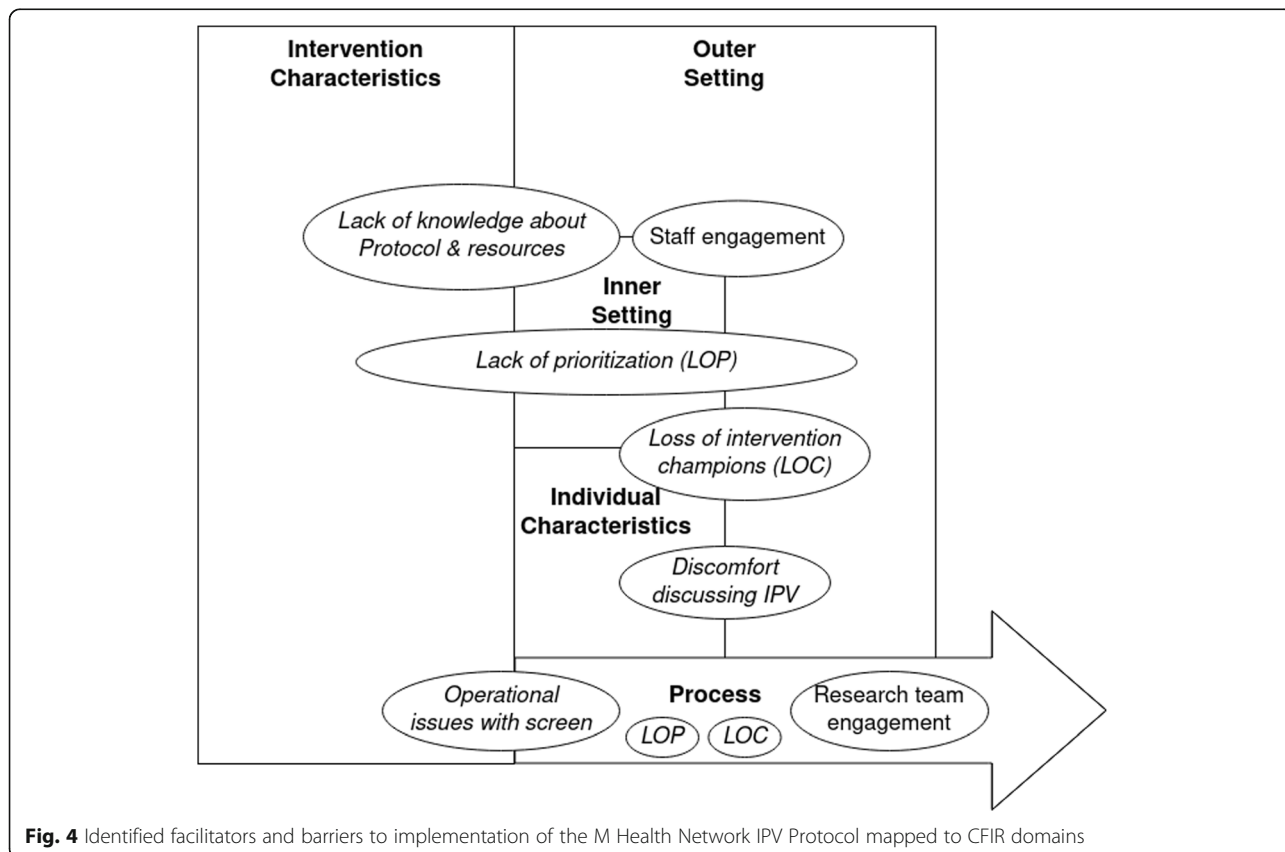 Intervention
Characteristics
Outer
Setting
Lack of knowledge about
Protocol & resources
Staff engagement
Inner
Setting
Lack of prioritization (LOP)
Loss of intervention
champions (LOC)
Individual
Characteristics
Discomfort
discussing IPV
Operational
issues with screen
Process
LOP
LOC
Research team
engagement
Fig. 4 Identified facilitators and barriers to implementation of the M Health Network IPV Protocol mapped to CFIR domains